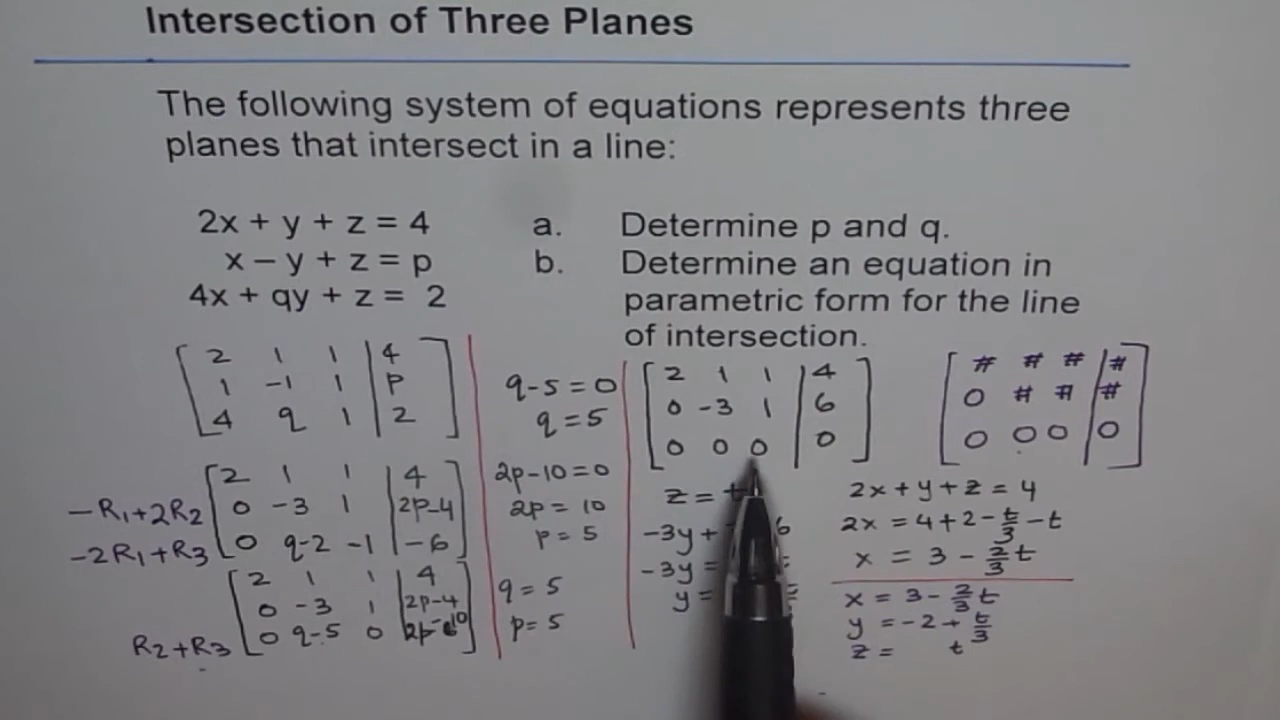 Intersection of Three Planes
The following system of equations represents three
planes that intersect in a line:
2x + y + z = 4
x – y + z = p
4x + qy + z = 2
a. Determine p and q.
b. Determine an equation in
parametric form for the line
of intersection.
2 1 1 | 4
1 -1 1 | p
4 q 1 | 2
2 1 1 | 4
-R1+2R2 0 -3 1 | 2p-4
-2R1+R3 0 q-2 -1 | -6
2 1 1 | 4
0 -3 1 | 2p-4
R2+R3 0 q-5 0 | 2p-10
q-5=0
q=5
2p-10=0
2p=10
p=5
q=5
p=5
2 1 1 | 4
0 -3 1 | 6
0 0 0 | 0
z = t
-3y + 6
-3y =
y =
# # # | #
0 # # | #
0 0 0 | 0
2x+y+z=4
2x = 4+2-t/3-t
x = 3 - 2/3 t
x = 3 - 2/3 t
y = -2 + t/3
z = t